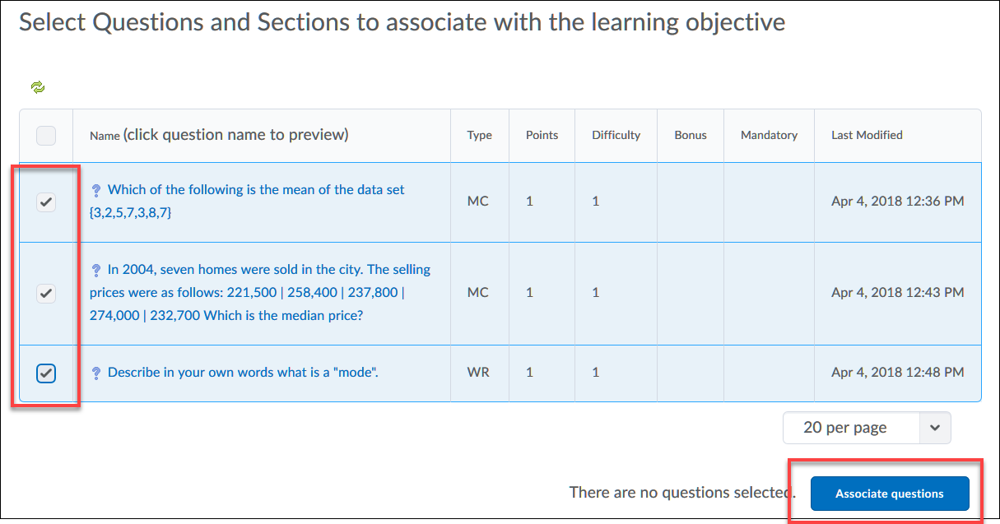 Select Questions and Sections to associate with the learning objective
Name (click question name to preview) Type Points Difficulty Bonus Mandatory Last Modified
Which of the following is the mean of the data set
{3,2,5,7,3,8,7}
MC 1 1 Apr 4, 2018 12:36 PM
In 2004, seven homes were sold in the city. The selling
prices were as follows: 221,500 | 258,400 | 237,800 |
274,000 | 232,700 Which is the median price?
MC 1 1 Apr 4, 2018 12:43 PM
Describe in your own words what is a "mode". WR 1 1 Apr 4, 2018 12:48 PM
20 per page
There are no questions selected. Associate questions